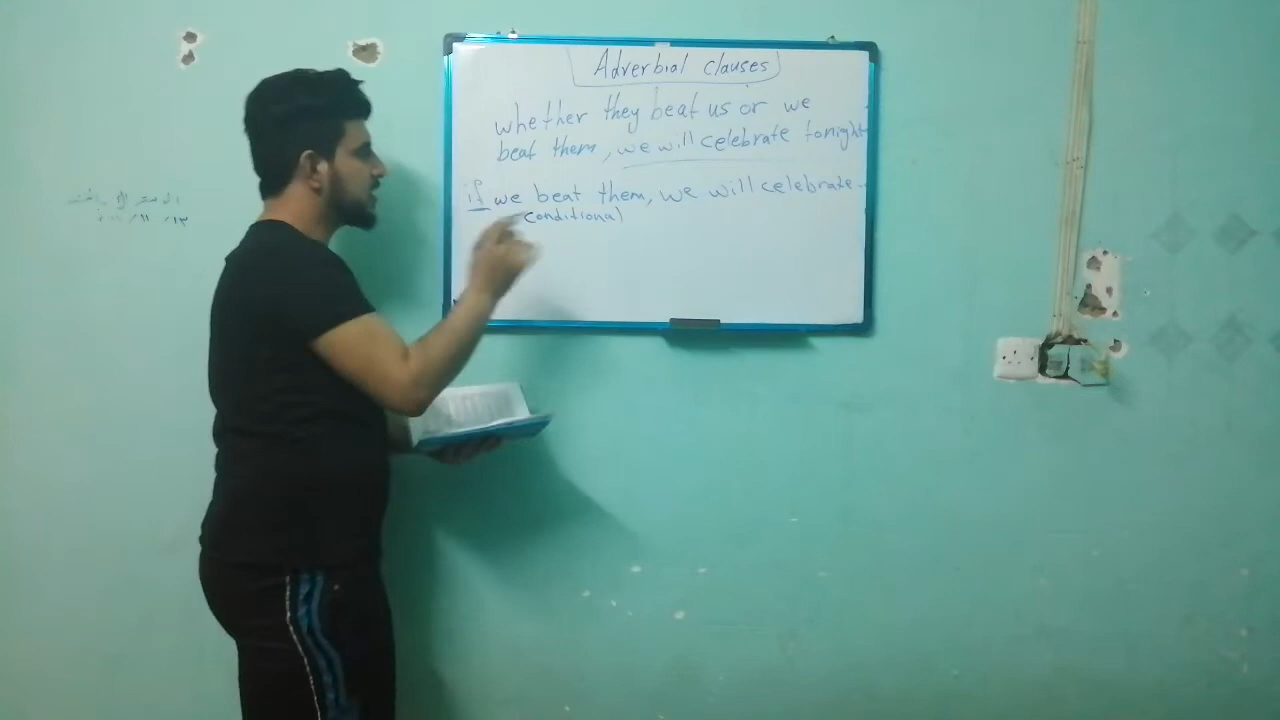 Adverbial clauses
whether they beat us or we
beat them, we will celebrate tonight
if we beat them, we will celebrate
conditional